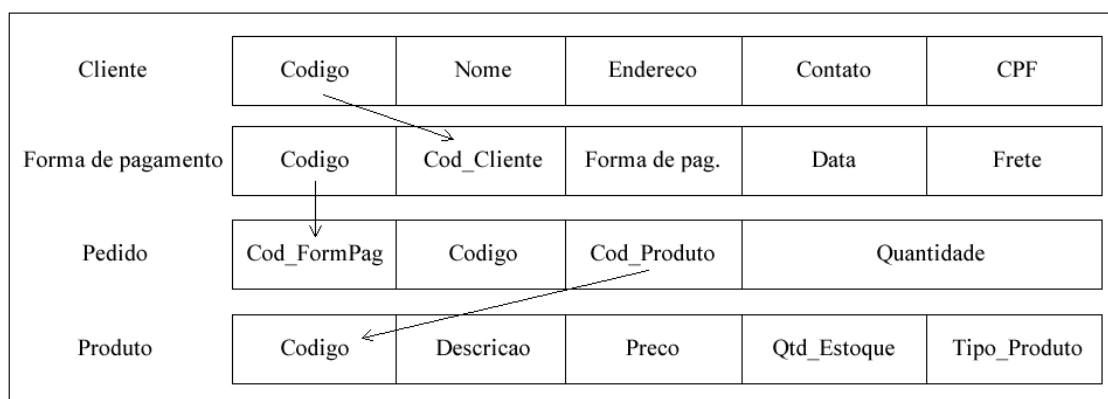 Cliente Codigo Nome Endereco Contato CPF
Forma de pagamento Codigo Cod_Cliente Forma de pag. Data Frete
Pedido Cod_FormPag Codigo Cod_Produto Quantidade
Produto Codigo Descricao Preco Qtd_Estoque Tipo_Produto